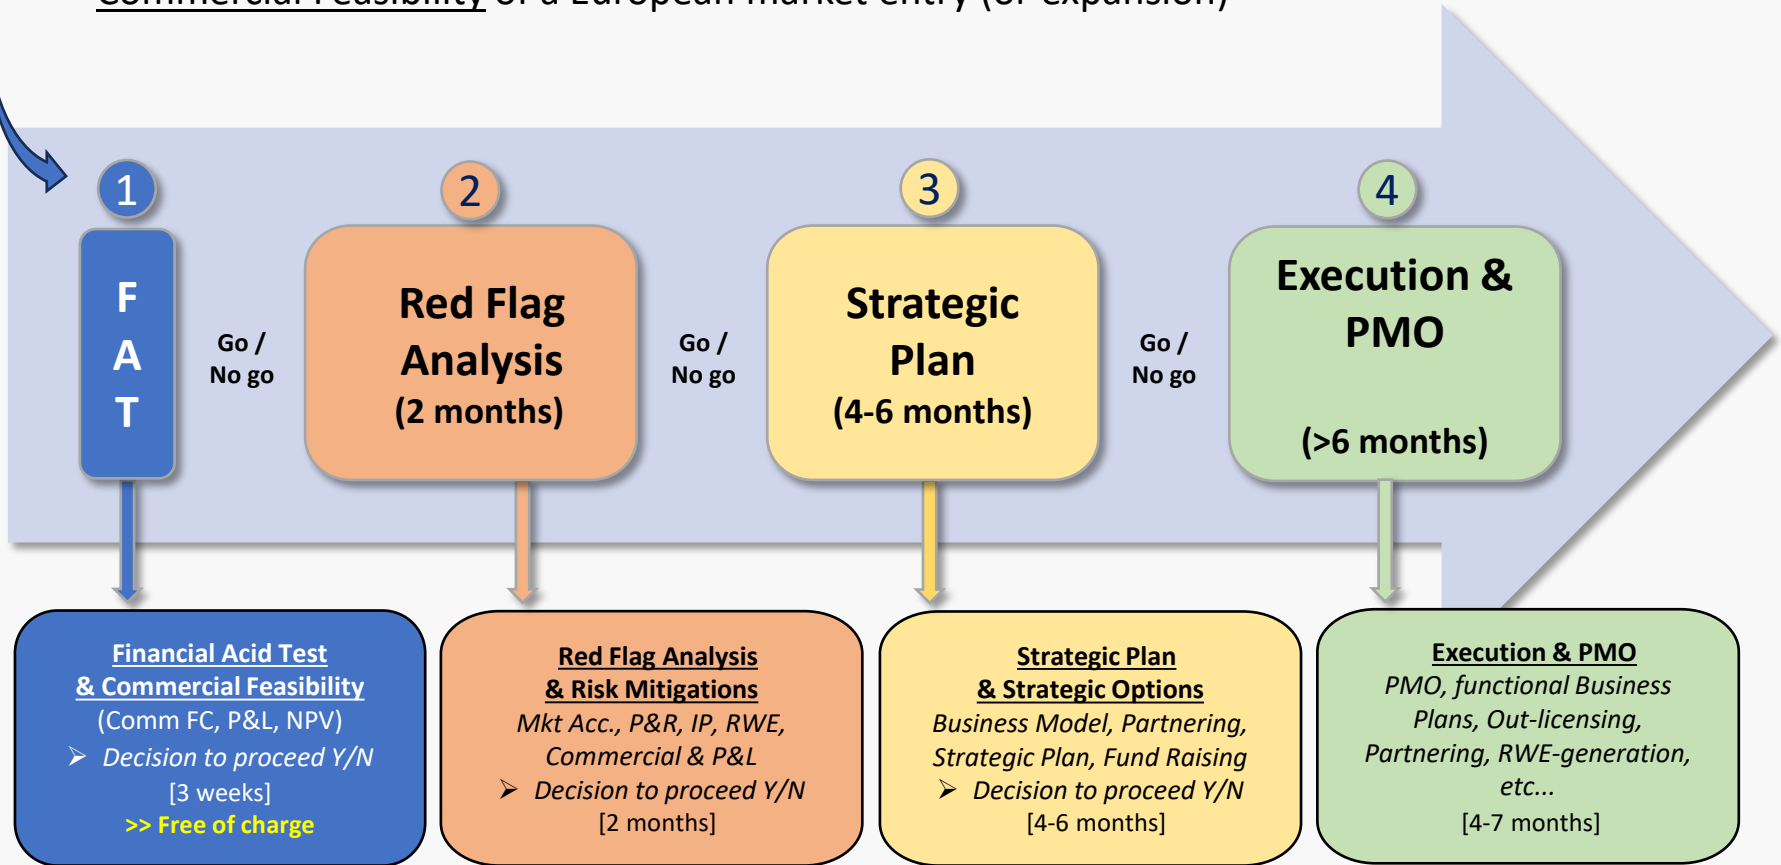 Commercial Feasibility of a European market entry (or expansion)
1
2
3
4
F
A
T
Go /
No go
Red Flag
Analysis
(2 months)
Go /
No go
Strategic
Plan
(4-6 months)
Go /
No go
Execution &
PMO
(>6 months)
Financial Acid Test
& Commercial Feasibility
(Comm FC, P&L, NPV)
➢ Decision to proceed Y/N
[3 weeks]
>> Free of charge
Red Flag Analysis
& Risk Mitigations
Mkt Acc., P&R, IP, RWE,
Commercial & P&L
➢ Decision to proceed Y/N
[2 months]
Strategic Plan
& Strategic Options
Business Model, Partnering,
Strategic Plan, Fund Raising
➢ Decision to proceed Y/N
[4-6 months]
Execution & PMO
PMO, functional Business
Plans, Out-licensing,
Partnering, RWE-generation,
etc...
[4-7 months]